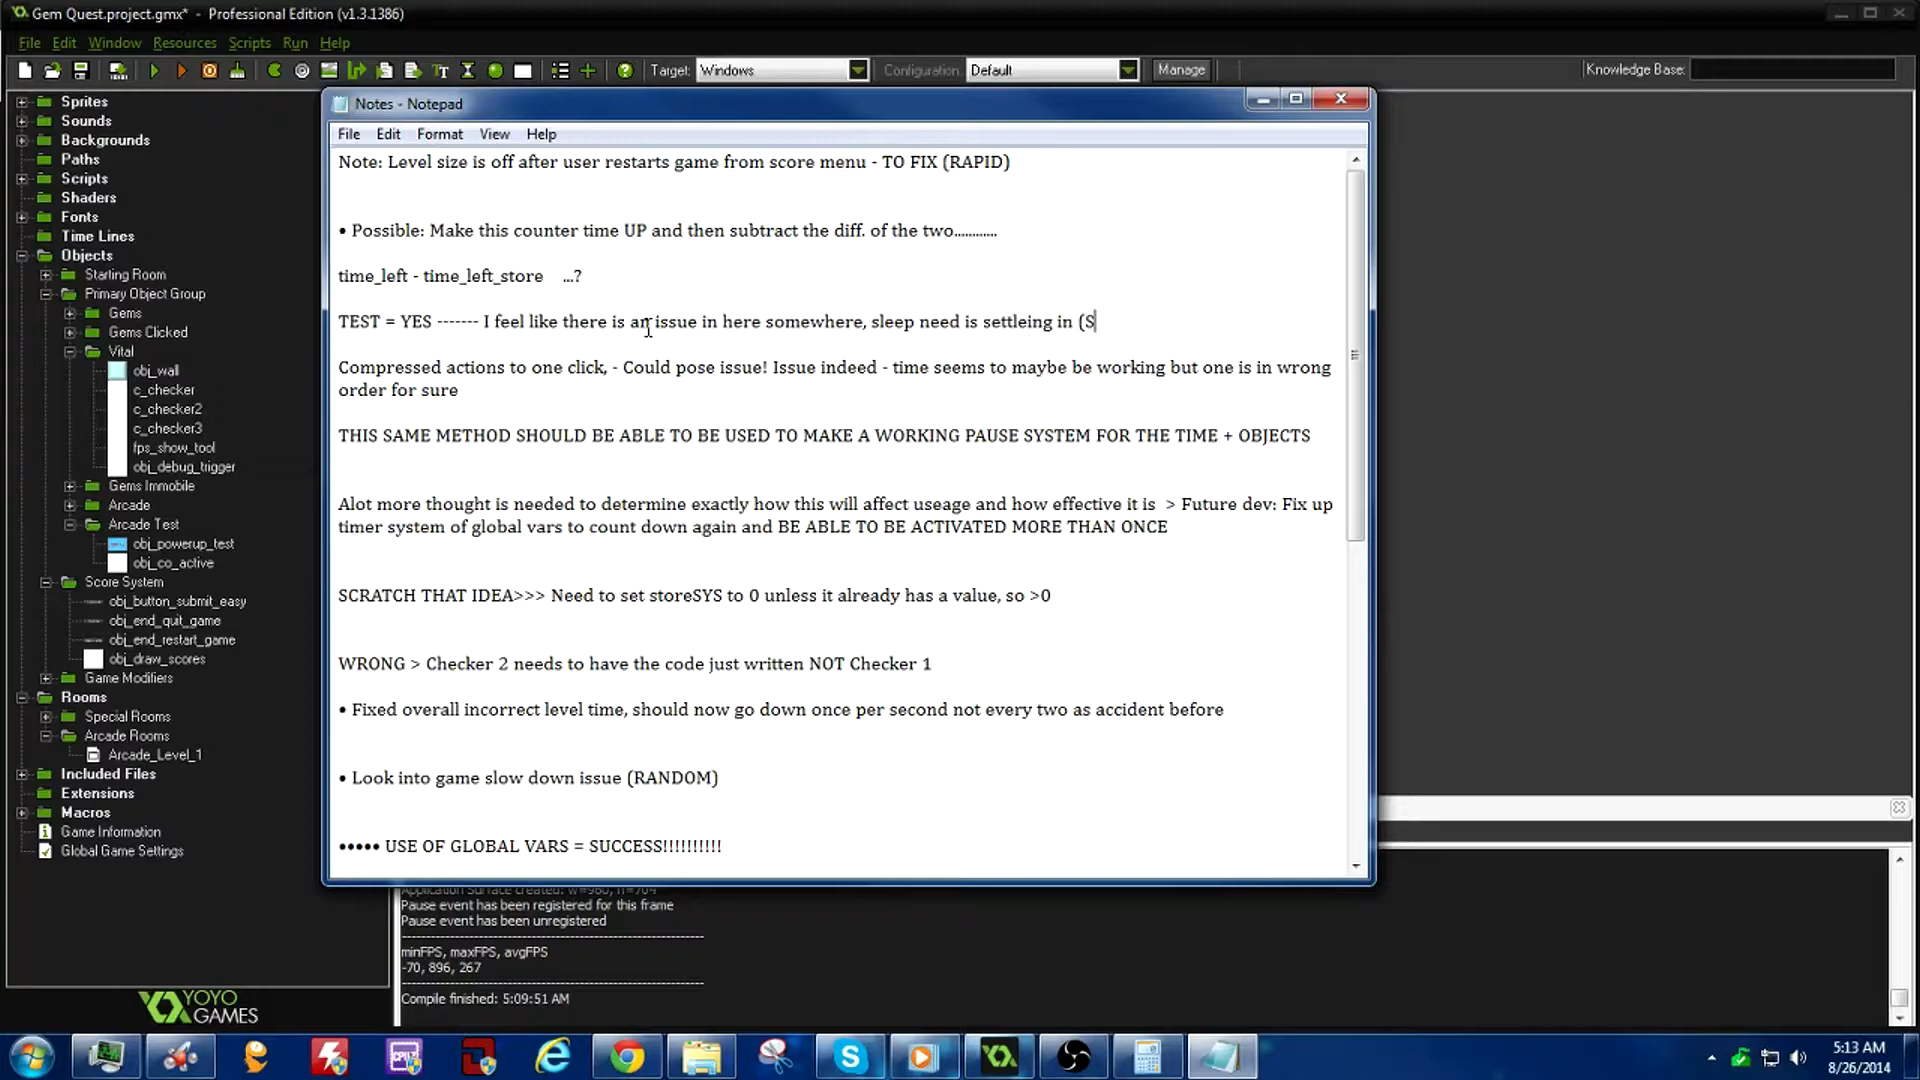 Gem Quest.project.gmx* - Professional Edition (v1.3.1386)
File Edit Window Resources Scripts Run Help
Target: Windows Configuration: Default Manage Knowledge Base:
Sprites
Sounds
Backgrounds
Paths
Scripts
Shaders
Fonts
Time Lines
Objects
Starting Room
Primary Object Group
Gems
Gems Clicked
Vital
obj_wall
c_checker
c_checker2
c_checker3
fps_show_tool
obj_debug_trigger
Gems Immobile
Arcade
Arcade Test
obj_powerup_test
obj_co_active
Score System
obj_button_submit_easy
obj_end_quit_game
obj_end_restart_game
obj_draw_scores
Game Modifiers
Rooms
Special Rooms
Arcade Rooms
Arcade_Level_1
Included Files
Extensions
Macros
Game Information
Global Game Settings
YOYO
GAMES
Notes - Notepad
File Edit Format View Help
Note: Level size is off after user restarts game from score menu - TO FIX (RAPID)
• Possible: Make this counter time UP and then subtract the diff. of the two............
time_left - time_left_store ...?
TEST = YES ------- I feel like there is an issue in here somewhere, sleep need is settleing in (S
Compressed actions to one click, - Could pose issue! Issue indeed - time seems to maybe be working but one is in wrong
order for sure
THIS SAME METHOD SHOULD BE ABLE TO BE USED TO MAKE A WORKING PAUSE SYSTEM FOR THE TIME + OBJECTS
Alot more thought is needed to determine exactly how this will affect useage and how effective it is > Future dev: Fix up
timer system of global vars to count down again and BE ABLE TO BE ACTIVATED MORE THAN ONCE
SCRATCH THAT IDEA>>> Need to set storeSYS to 0 unless it already has a value, so >0
WRONG > Checker 2 needs to have the code just written NOT Checker 1
• Fixed overall incorrect level time, should now go down once per second not every two as accident before
• Look into game slow down issue (RANDOM)
••••• USE OF GLOBAL VARS = SUCCESS!!!!!!!!!!
Application Surface created: w=960, h=704
Pause event has been registered for this frame
Pause event has been unregistered
minFPS, maxFPS, avgFPS
-70, 896, 267
Compile finished: 5:09:51 AM
5:13 AM
8/26/2014